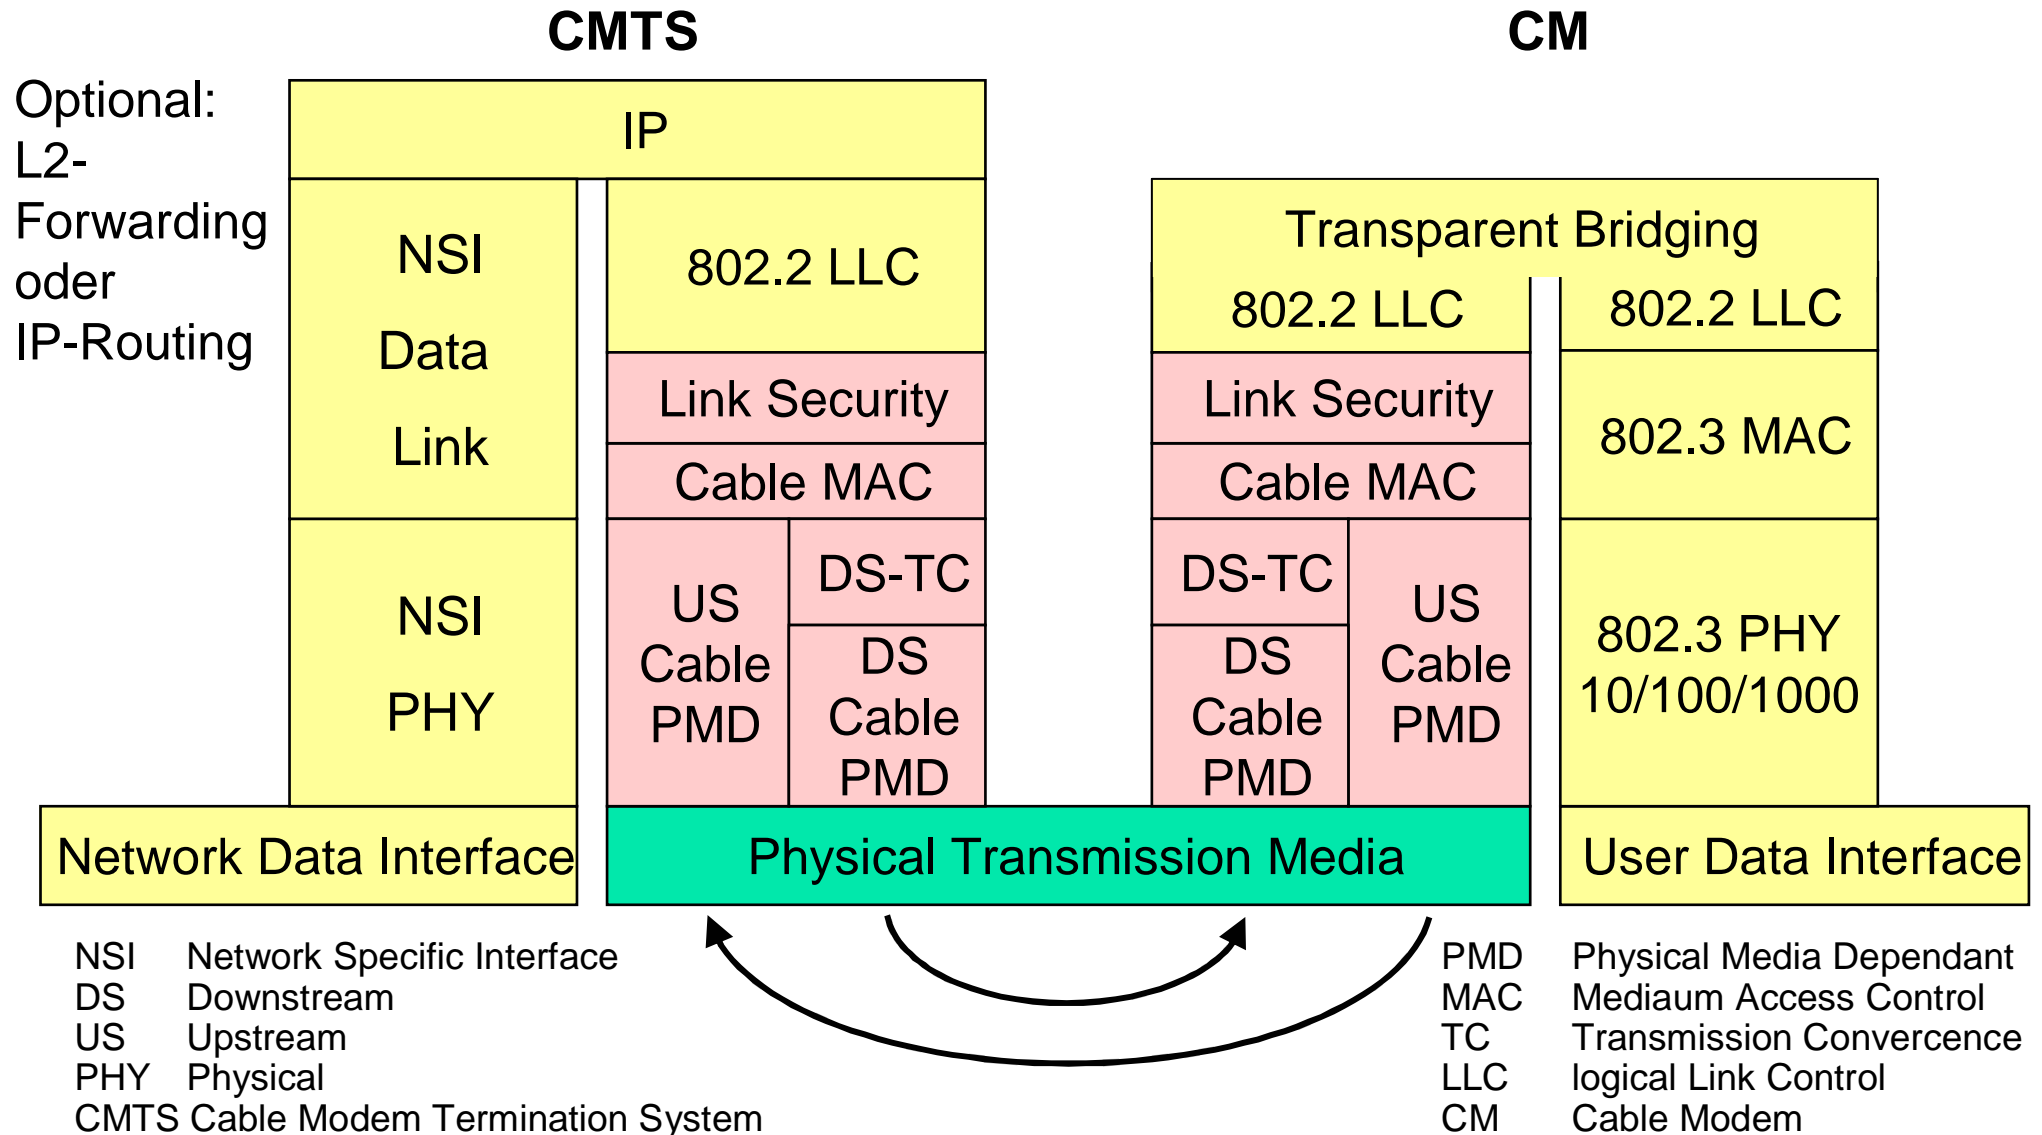 CMTS
CM
Optional:
L2-
Forwarding
oder
IP-Routing
IP
NSI
Data
Link
802.2 LLC
Link Security
Cable MAC
NSI
PHY
US
Cable
PMD
DS-TC
DS
Cable
PMD
Transparent Bridging
802.2 LLC
802.2 LLC
Link Security
Cable MAC
802.3 MAC
DS-TC
DS
Cable
PMD
US
Cable
PMD
802.3 PHY
10/100/1000
Network Data Interface
Physical Transmission Media
User Data Interface
NSI Network Specific Interface
DS Downstream
US Upstream
PHY Physical
CMTS Cable Modem Termination System
PMD Physical Media Dependant
MAC Mediaum Access Control
TC Transmission Convercence
LLC logical Link Control
CM Cable Modem